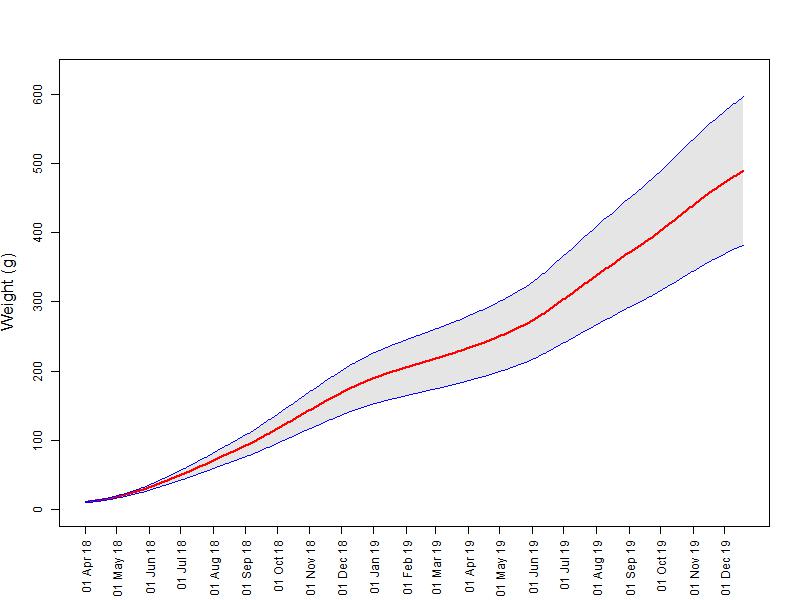 600
500
400
300
200
100
0
Weight (g)
01 Apr 18
01 May 18
01 Jun 18
01 Jul 18
01 Aug 18
01 Sep 18
01 Oct 18
01 Nov 18
01 Dec 18
01 Jan 19
01 Feb 19
01 Mar 19
01 Apr 19
01 May 19
01 Jun 19
01 Jul 19
01 Aug 19
01 Sep 19
01 Oct 19
01 Nov 19
01 Dec 19